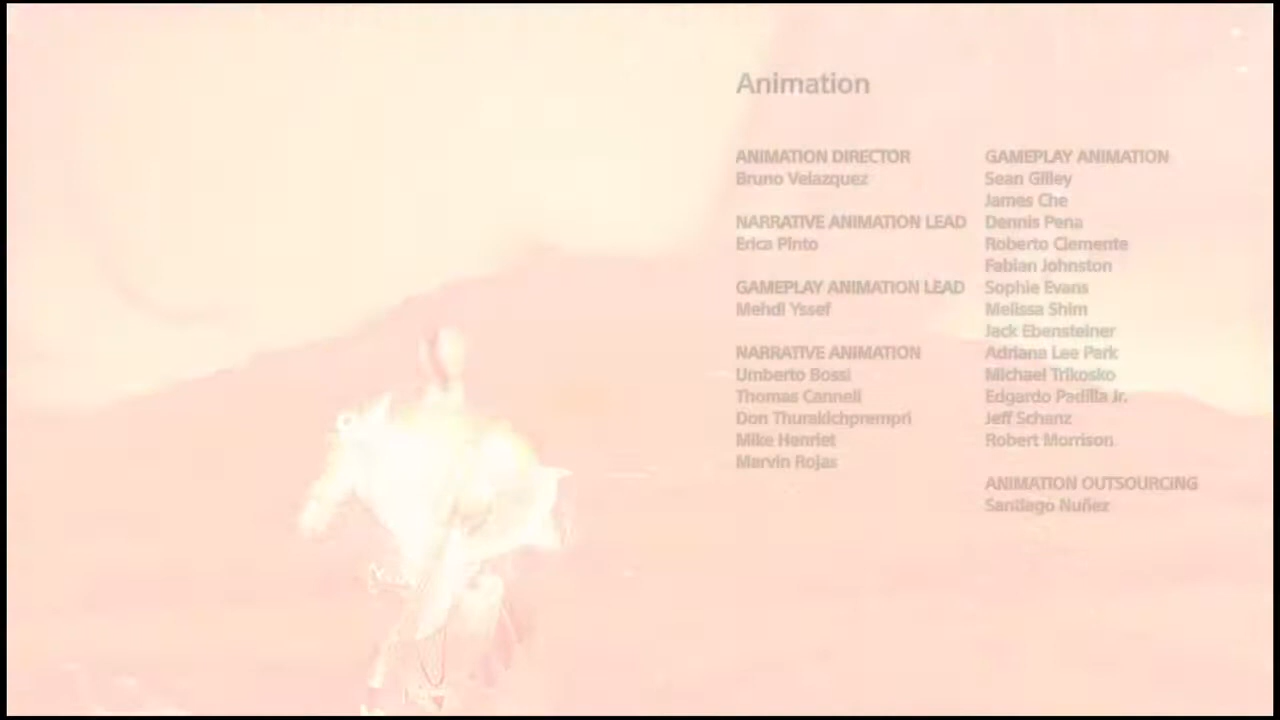 Animation
ANIMATION DIRECTOR
Bruno Velazquez
NARRATIVE ANIMATION LEAD
Erica Pinto
GAMEPLAY ANIMATION LEAD
Mehdi Yssef
NARRATIVE ANIMATION
Umberto Bossi
Thomas Cannell
Don Thurakichprempri
Mike Henriet
Marvin Rojas
GAMEPLAY ANIMATION
Sean Gilley
James Che
Dennis Pena
Roberto Clemente
Fabian Johnston
Sophie Evans
Melissa Shim
Jack Ebensteiner
Adriana Lee Park
Michael Trikosko
Edgardo Padilla Jr.
Jeff Schanz
Robert Morrison
ANIMATION OUTSOURCING
Santiago Nuñez